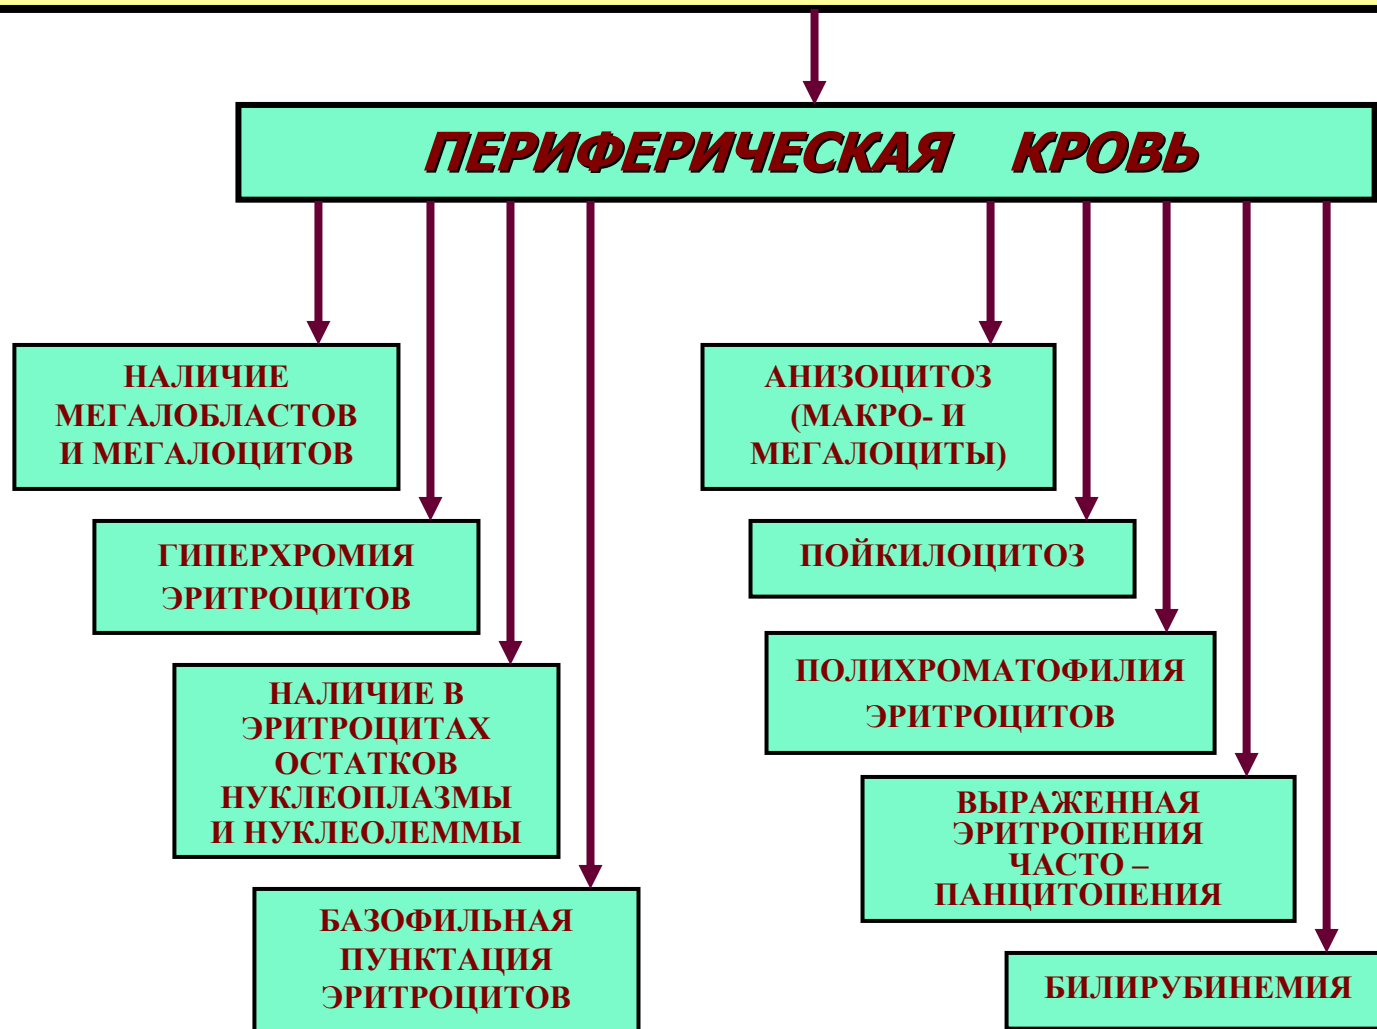 ПЕРИФЕРИЧЕСКАЯ КРОВЬ
НАЛИЧИЕ
МЕГАЛОБЛАСТОВ
И МЕГАЛОЦИТОВ
ГИПЕРХРОМИЯ
ЭРИТРОЦИТОВ
НАЛИЧИЕ В
ЭРИТРОЦИТАХ
ОСТАТКОВ
НУКЛЕОПЛАЗМЫ
И НУКЛЕОЛЕММЫ
БАЗОФИЛЬНАЯ
ПУНКТАЦИЯ
ЭРИТРОЦИТОВ
АНИЗОЦИТОЗ
(МАКРО- И
МЕГАЛОЦИТЫ)
ПОЙКИЛОЦИТОЗ
ПОЛИХРОМАТОФИЛИЯ
ЭРИТРОЦИТОВ
ВЫРАЖЕННАЯ
ЭРИТРОПЕНИЯ
ЧАСТО –
ПАНЦИТОПЕНИЯ
БИЛИРУБИНЕМИЯ